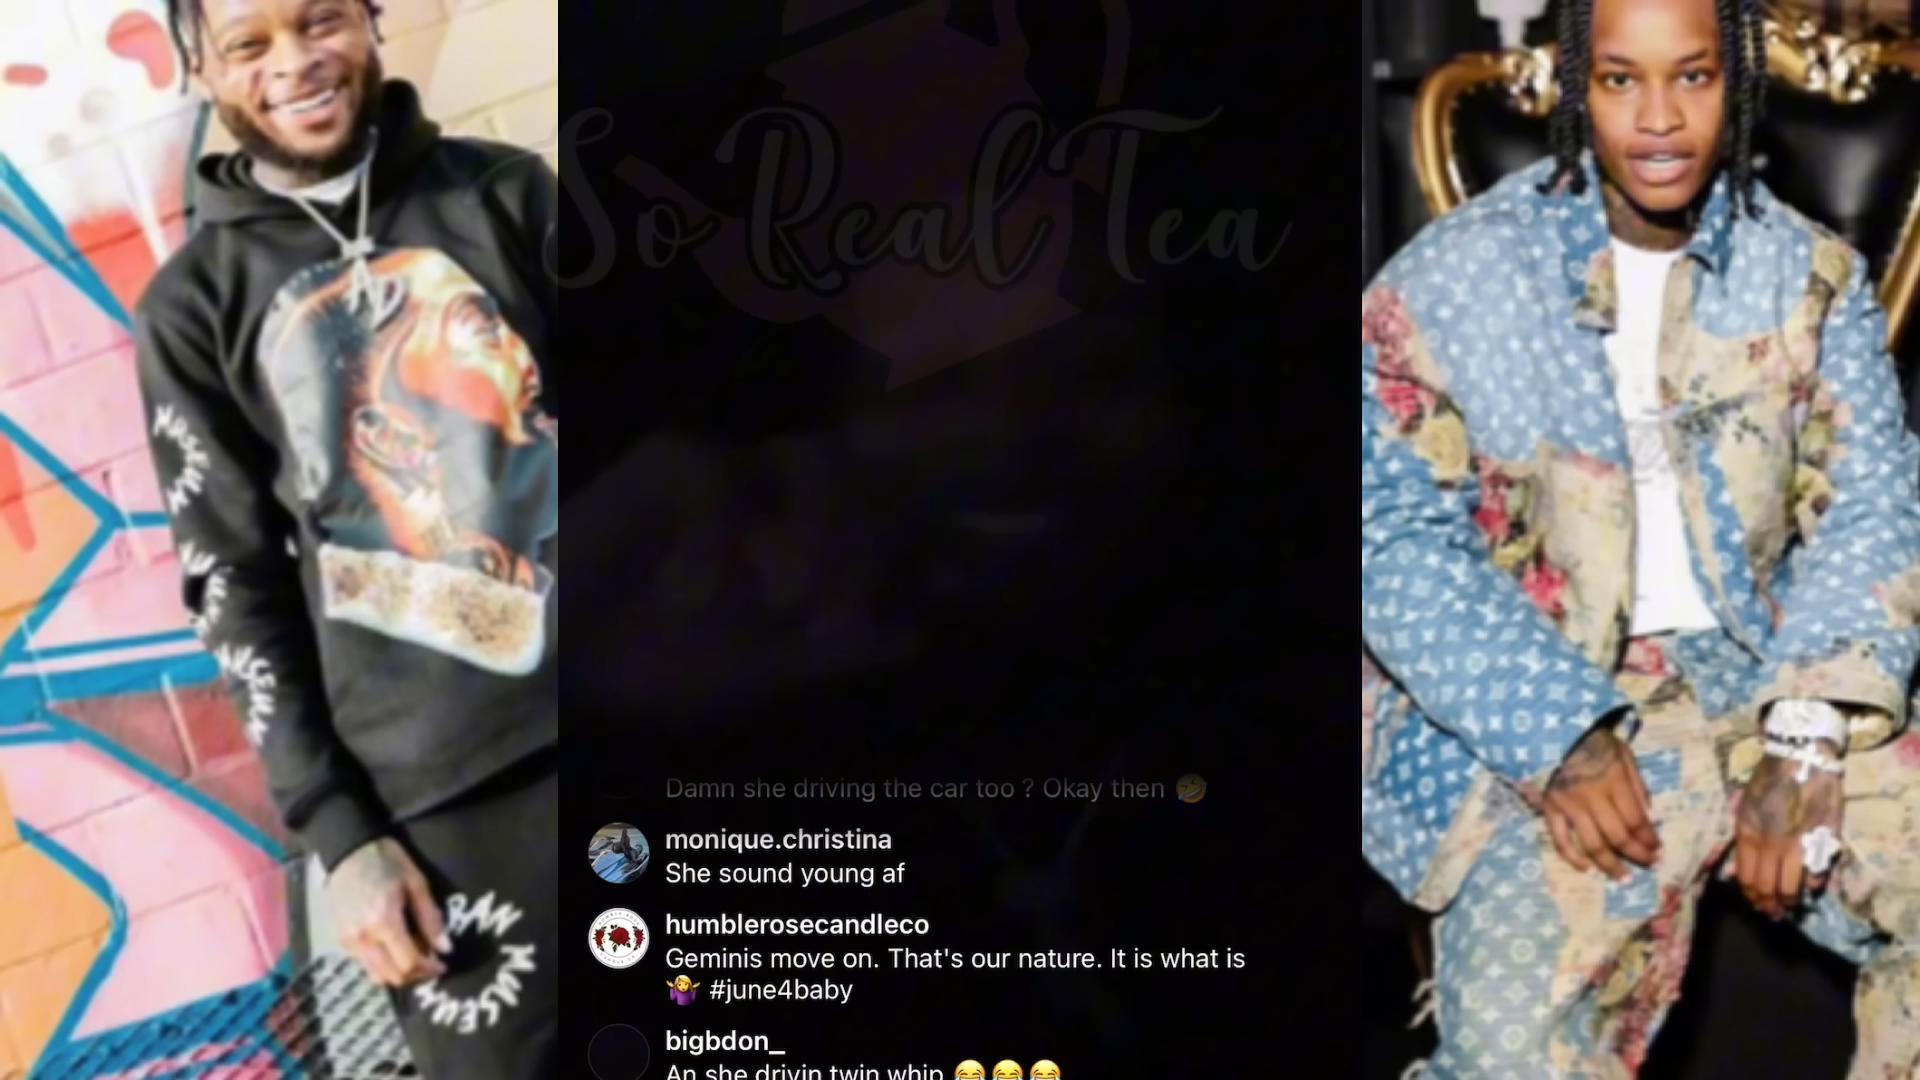 So Real Tea
Damn she driving the car too ? Okay then 🤣
monique.christina
She sound young af
humblerosecandleco
Geminis move on. That's our nature. It is what is
🤷‍♀️ #june4baby
bigbdon_
An she drivin twin whip 😂😂😂